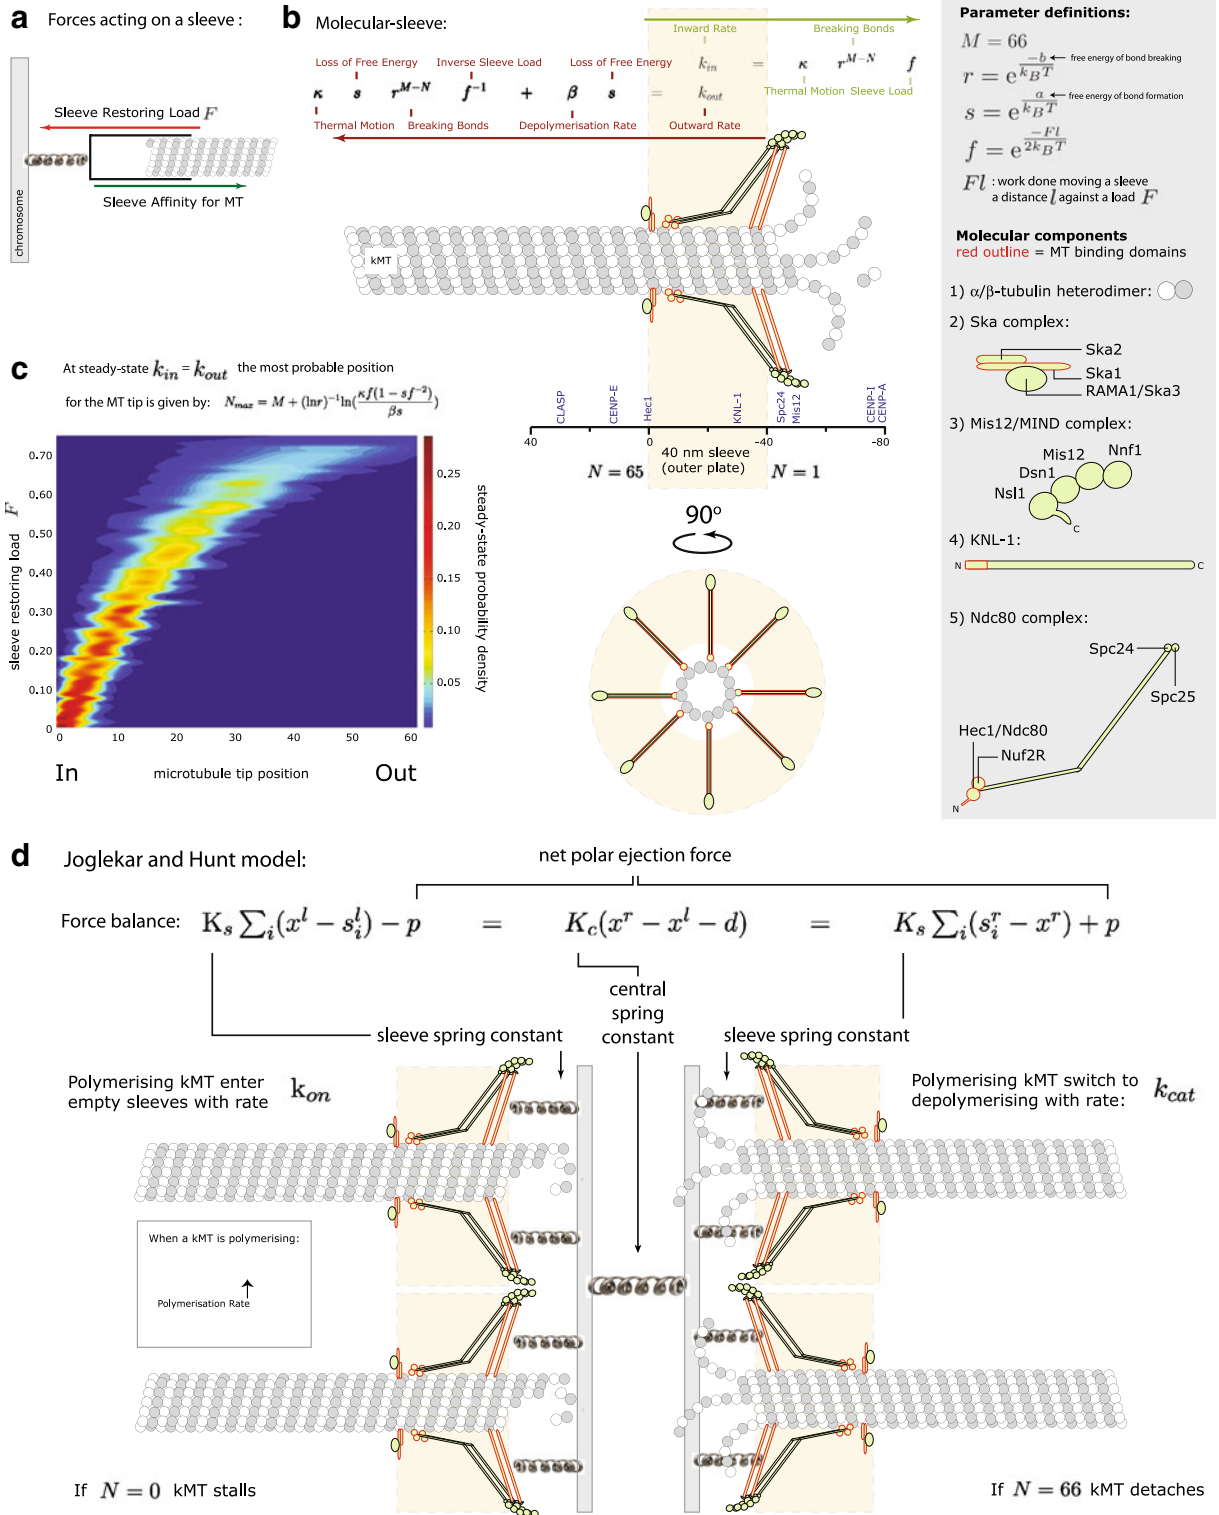 a Forces acting on a sleeve :
chromosome
Sleeve Restoring Load F
Sleeve Affinity for MT
b Molecular-sleeve:
Inward Rate
Breaking Bonds
k_in = κ r^{M−N} f
Thermal Motion Sleeve Load
Loss of Free Energy
Inverse Sleeve Load
Loss of Free Energy
κ s r^{M−N} f^{-1} + β s = k_out
Thermal Motion
Breaking Bonds
Depolymerisation Rate
Outward Rate
kMT
CLASP
CENP-E
Hec1
KNL-1
Spc24
Mis12
CENP-I
CENP-A
40 0 -40 -80
N = 65
40 nm sleeve
(outer plate)
N = 1
90°
Parameter definitions:
M = 66
r = e^{\frac{-b}{k_B T}} free energy of bond breaking
s = e^{\frac{a}{k_B T}} free energy of bond formation
f = e^{\frac{-Fl}{2k_B T}}
Fl : work done moving a sleeve
a distance l against a load F
Molecular components
red outline = MT binding domains
1) α/β-tubulin heterodimer:
2) Ska complex:
Ska2
Ska1
RAMA1/Ska3
3) Mis12/MIND complex:
Mis12
Nnf1
Dsn1
Nsl1
C
4) KNL-1:
N
C
5) Ndc80 complex:
Spc24
Spc25
Hec1/Ndc80
Nuf2R
N
c At steady-state k_in = k_out the most probable position
for the MT tip is given by: N_max = M + (lnr)^{-1}ln(\frac{κf(1 − sf^{-2})}{βs})
sleeve restoring load F
0.70
0.60
0.50
0.40
0.30
0.20
0.10
0
0 10 20 30 40 50 60
In microtubule tip position Out
0.25
0.20
0.15
0.10
0.05
steady-state probability density
d Joglekar and Hunt model:
net polar ejection force
Force balance: K_s ∑_i(x^l − s_i^l) − p = K_c(x^r − x^l − d) = K_s ∑_i(s_i^r − x^r) + p
sleeve spring constant
central
spring
constant
sleeve spring constant
Polymerising kMT enter
empty sleeves with rate k_on
Polymerising kMT switch to
depolymerising with rate: k_cat
When a kMT is polymerising:
Polymerisation Rate
If N = 0 kMT stalls
If N = 66 kMT detaches